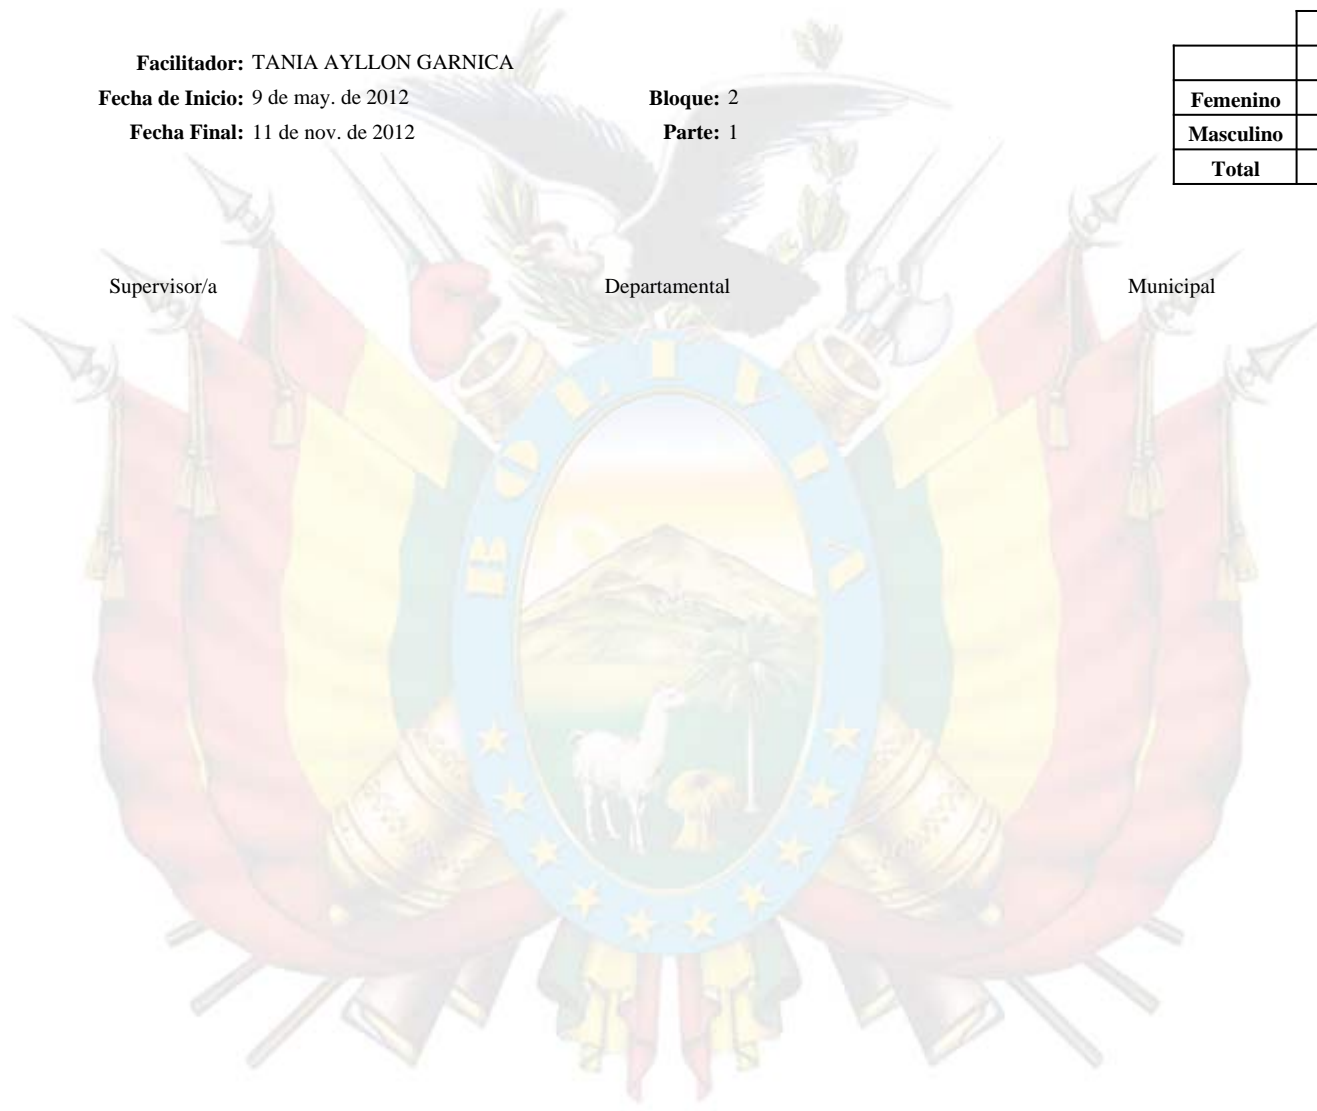 Facilitador: TANIA AYLLON GARNICA
Fecha de Inicio: 9 de may. de 2012 Bloque: 2
Fecha Final: 11 de nov. de 2012 Parte: 1
Femenino
Masculino
Total
Supervisor/a Departamental Municipal
BOLIVIA